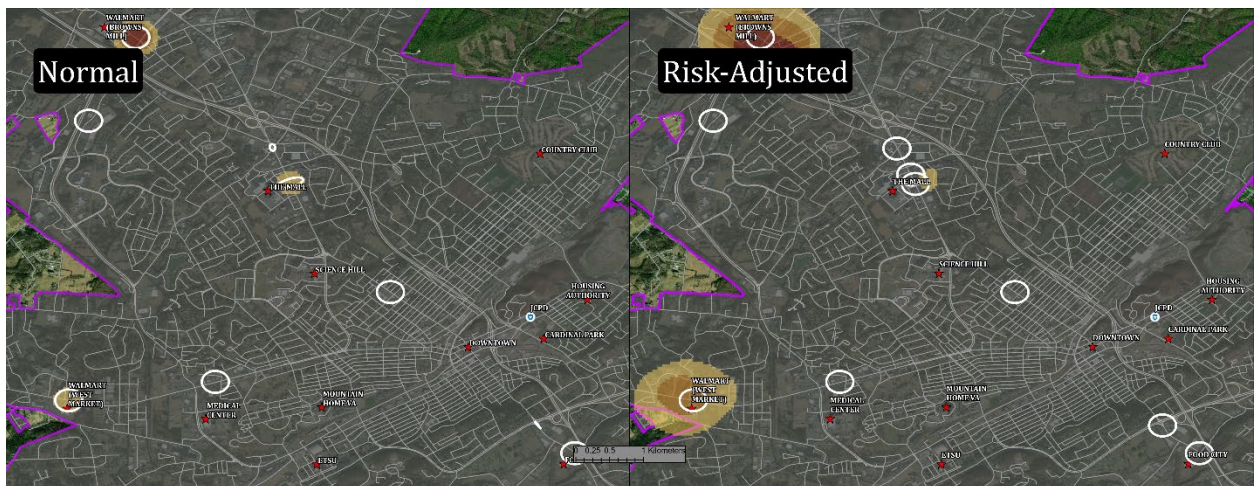 WALMART
(BROWNS
MILL)
Normal
COUNTRY CLUB
THE MALL
SCIENCE HILL
HOUSING
AUTHORITY
JCPD
CARDINAL PARK
DOWNTOWN
WALMART
(WEST
MARKET)
MEDICAL
CENTER
MOUNTAIN
HOME VA
ETSU
FO
0 0.25 0.5 1 Kilometers
WALMART
(BROWNS
MILL)
Risk-Adjusted
COUNTRY CLUB
THE MALL
SCIENCE HILL
HOUSING
AUTHORITY
JCPD
CARDINAL PARK
DOWNTOWN
WALMART
(WEST
MARKET)
MEDICAL
CENTER
MOUNTAIN
HOME VA
ETSU
FOOD CITY